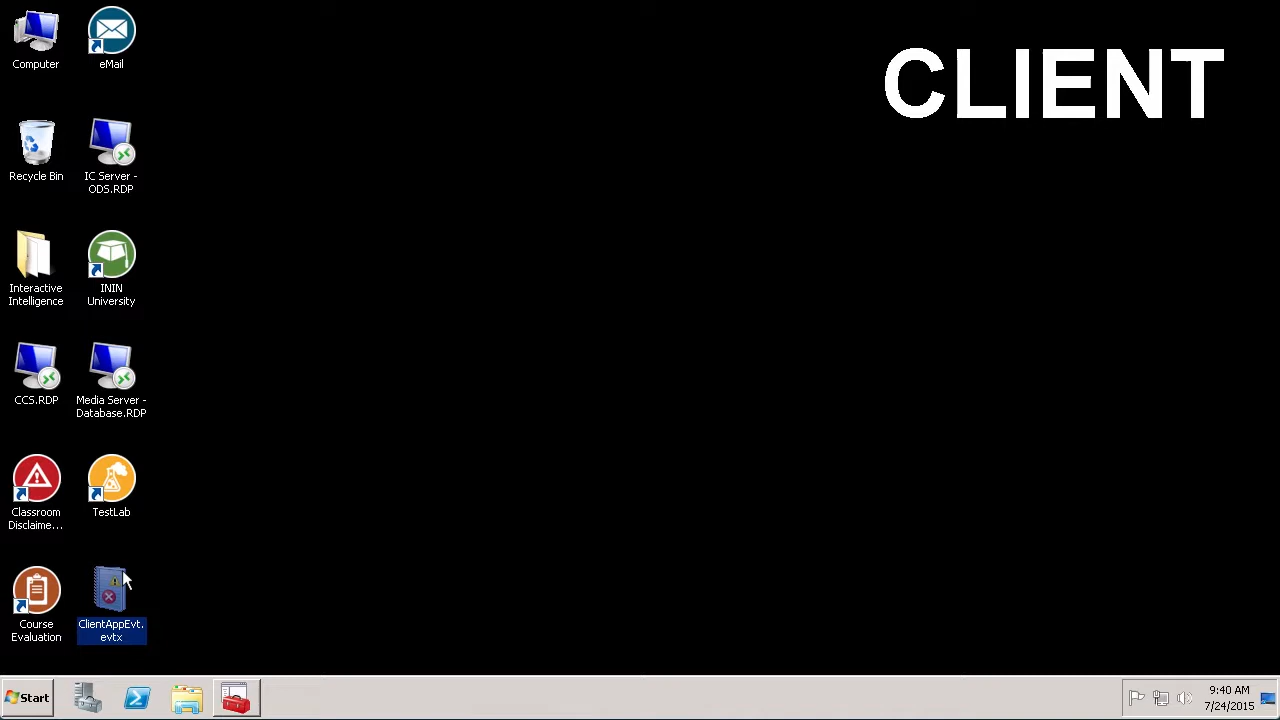 CLIENT
Computer
eMail
Recycle Bin
IC Server -
ODS.RDP
Interactive
Intelligence
ININ
University
CCS.RDP
Media Server -
Database.RDP
Classroom
Disclaime...
TestLab
Course
Evaluation
ClientAppEvt.
evtx
Start
9:40 AM
7/24/2015